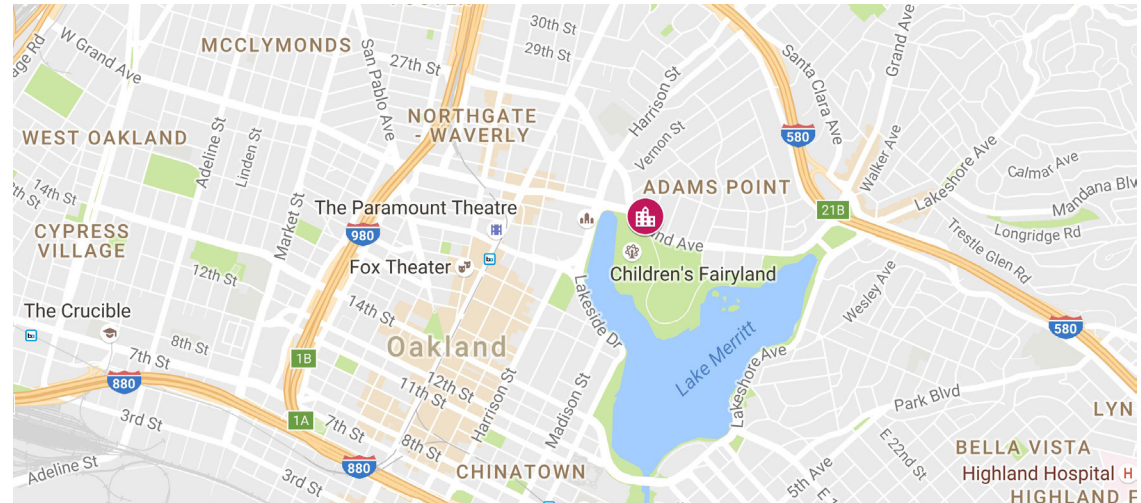 30th St
29th St
MCCLYMONDS
W Grand Ave
San Pablo Ave
27th St
Harrison St
Vernon St
Santa Clara Ave
Grand Ave
580
NORTHGATE
- WAVERLY
WEST OAKLAND
Adeline St
Linden St
Walker Ave
Lakeshore Ave
Calmar Ave
Mandana Blv
Longridge Rd
ADAMS POINT
14th St
Market St
The Paramount Theatre
980
21B
nd Ave
CYPRESS
VILLAGE
12th St
Fox Theater
Children's Fairyland
Trestle Glen Rd
Wesley Ave
The Crucible
14th St
Lakeside Dr
580
8th St
7th St
1B
Oakland
Lake Merritt
Lakeshore Ave
880
12th St
11th St
Harrison St
Madison St
Park Blvd
LYN
3rd St
1A
7th St
8th St
E 22nd St
BELLA VISTA
Adeline St
880
CHINATOWN
5th Ave
Highland Hospital H
3rd St
E 1
HIGHLAND